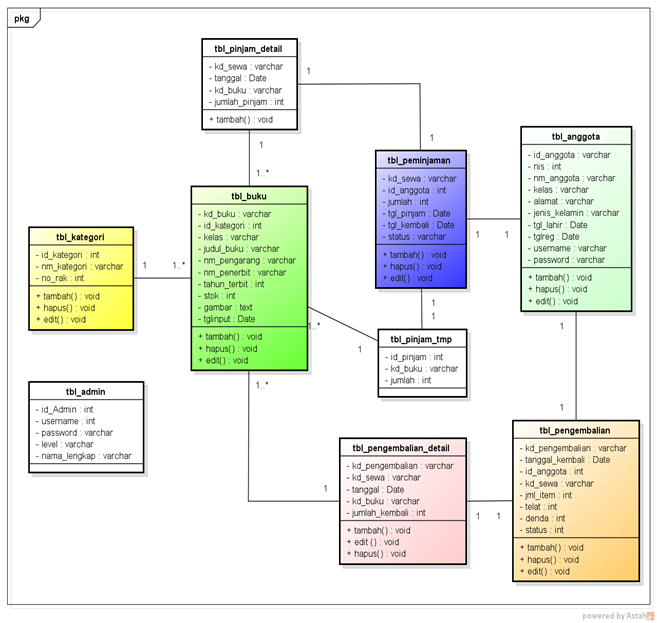 pkg
tbl_pinjam_detail
- kd_sewa : varchar
- tanggal : Date
- kd_buku : varchar
- jumlah_pinjam : int
+ tambah() : void
1
1
1
1..*
tbl_peminjaman
- kd_sewa : varchar
- id_anggota : int
- jumlah : int
- tgl_pinjam : Date
- tgl_kembali : Date
- status : varchar
+ tambah() : void
+ hapus() : void
+ edit() : void
1
1
1
1
tbl_anggota
- id_anggota : varchar
- nis : int
- nm_anggota : varchar
- kelas : varchar
- alamat : varchar
- jenis_kelamin : varchar
- tgl_lahir : Date
- tglreg : Date
- username : varchar
- password : varchar
+ tambah() : void
+ hapus() : void
+ edit() : void
1
1
tbl_buku
- kd_buku : varchar
- id_kategori : int
- kelas : varchar
- judul_buku : varchar
- nm_pengarang : varchar
- nm_penerbit : varchar
- tahun_terbit : int
- stok : int
- gambar : text
- tglinput : Date
+ tambah() : void
+ hapus() : void
+ edit() : void
1..*
1
1..*
1
tbl_kategori
- id_kategori : int
- nm_kategori : varchar
- no_rak : int
+ tambah() : void
+ hapus() : void
+ edit() : void
1
1..*
tbl_pinjam_tmp
- id_pinjam : int
- kd_buku : varchar
- jumlah : int
tbl_admin
- id_Admin : int
- username : int
- password : varchar
- level : varchar
- nama_lengkap : varchar
tbl_pengembalian_detail
- kd_pengembalian : varchar
- kd_sewa : varchar
- tanggal : Date
- kd_buku : varchar
- jumlah_kembali : int
+ tambah() : void
+ edit () : void
+ hapus() : void
1
1
tbl_pengembalian
- kd_pengembalian : varchar
- tanggal_kembali : Date
- id_anggota : int
- kd_sewa : varchar
- jml_item : int
- telat : int
- denda : int
- status : int
+ tambah() : void
+ hapus() : void
+ edit() : void
powered by Astah